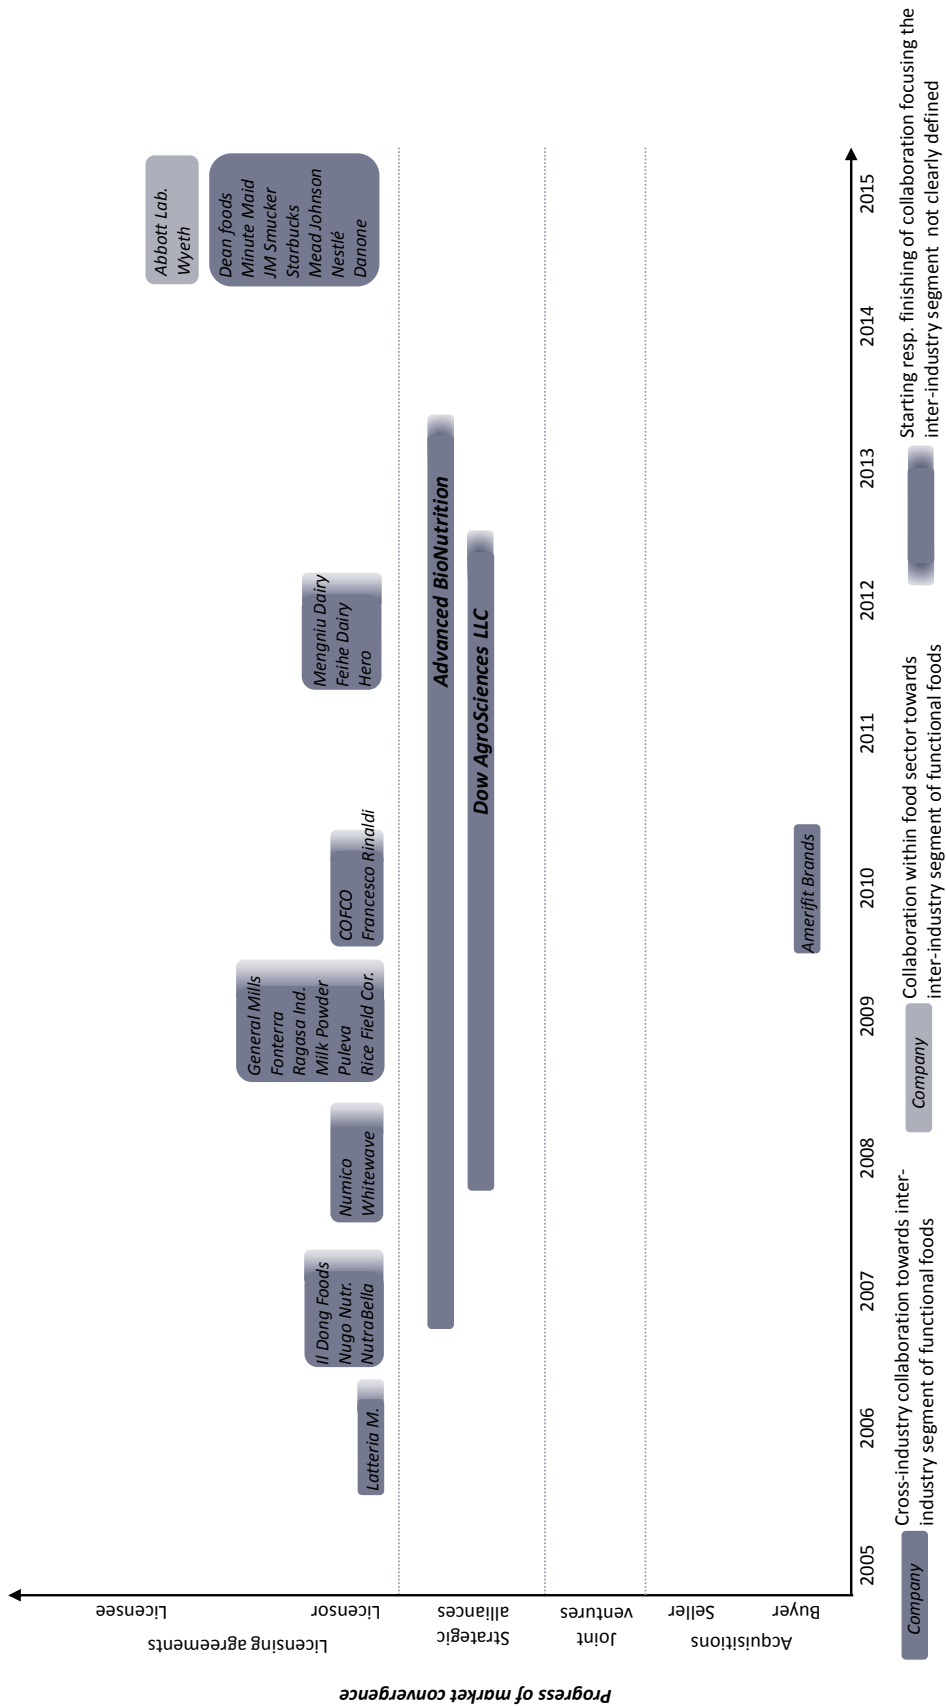 Progress of market convergence
Licensing agreements
Licensee
Licensor
Strategic
alliances
Joint
ventures
Acquisitions
Seller
Buyer
Abbott Lab.
Wyeth
Dean foods
Minute Maid
JM Smucker
Starbucks
Mead Johnson
Nestlé
Danone
Mengniu Dairy
Feihe Dairy
Hero
COFCO
Francesco Rinaldi
General Mills
Fonterra
Ragasa Ind.
Milk Powder
Puleva
Rice Field Cor.
Numico
Whitewave
Il Dong Foods
Nugo Nutr.
NutraBella
Latteria M.
Advanced BioNutrition
Dow AgroSciences LLC
Amerifit Brands
2005
2006
2007
2008
2009
2010
2011
2012
2013
2014
2015
Company
Cross-industry collaboration towards inter-
industry segment of functional foods
Company
Collaboration within food sector towards
inter-industry segment of functional foods
Starting resp. finishing of collaboration focusing the
inter-industry segment not clearly defined